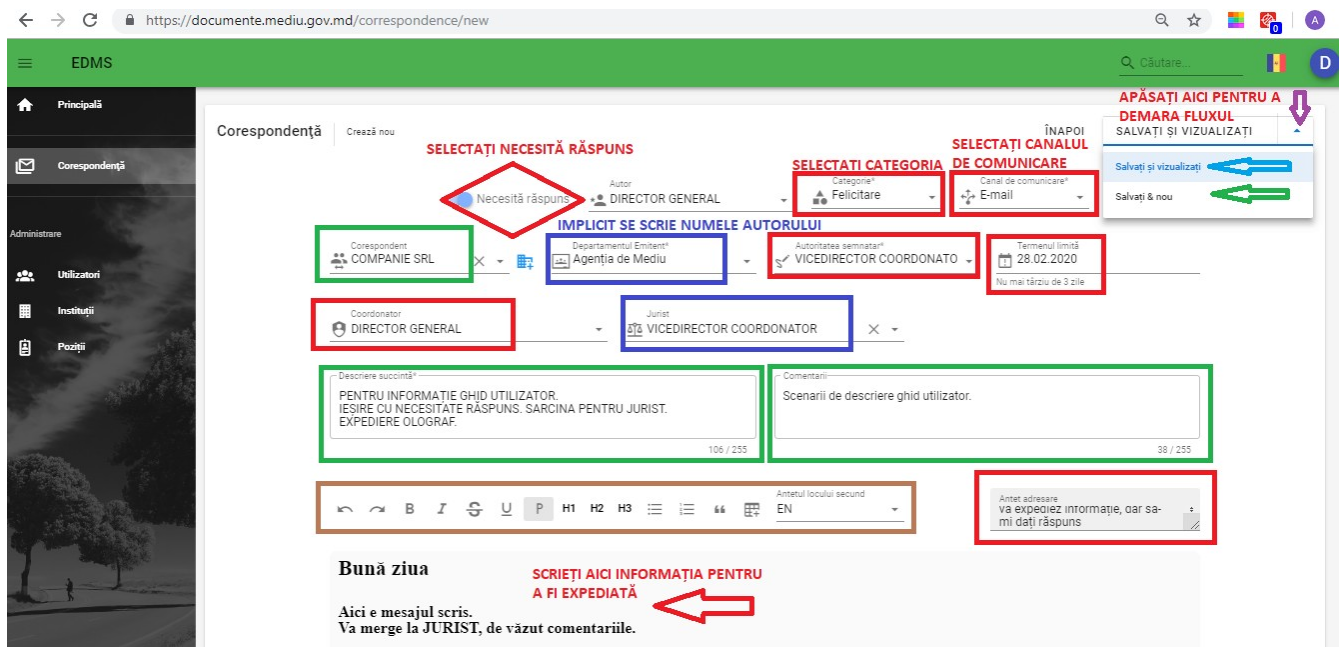 https://documente.mediu.gov.md/correspondence/new
0
A
EDMS
Căutare...
D
Principală
APĂSAȚI AICI PENTRU A
DEMARA FLUXUL
Corespondență
Crează nou
ÎNAPOI
SALVAȚI ȘI VIZUALIZAȚI
SELECTAȚI NECESITĂ RĂSPUNS
SELECTATI CATEGORIA
SELECTAȚI CANALUL
DE COMUNICARE
Salvați și vizualizați
Salvați & nou
Corespondență
Necesită răspuns
Autor
DIRECTOR GENERAL
Categorie*
Felicitare
Canal de comunicare*
E-mail
IMPLICIT SE SCRIE NUMELE AUTORULUI
Administrare
Corespondent
COMPANIE SRL
Departamentul Emitent*
Agenția de Mediu
Autoritatea semnatar*
VICEDIRECTOR COORDONATO
Termenul limită
28.02.2020
Nu mai târziu de 3 zile
Utilizatori
Instituții
Poziții
Coordonator
DIRECTOR GENERAL
Jurist
VICEDIRECTOR COORDONATOR
Descriere succintă*
PENTRU INFORMAȚIE GHID UTILIZATOR.
IEȘIRE CU NECESITATE RĂSPUNS. SARCINA PENTRU JURIST.
EXPEDIERE OLOGRAF.
106 / 255
Comentarii
Scenarii de descriere ghid utilizator.
38 / 255
B I S U P H1 H2 H3
Antetul locului secund
EN
Antet adresare
va expediez informație, dar sa-
mi dați răspuns
Bună ziua
SCRIEȚI AICI INFORMAȚIA PENTRU
A FI EXPEDIATĂ
Aici e mesajul scris.
Va merge la JURIST, de văzut comentariile.